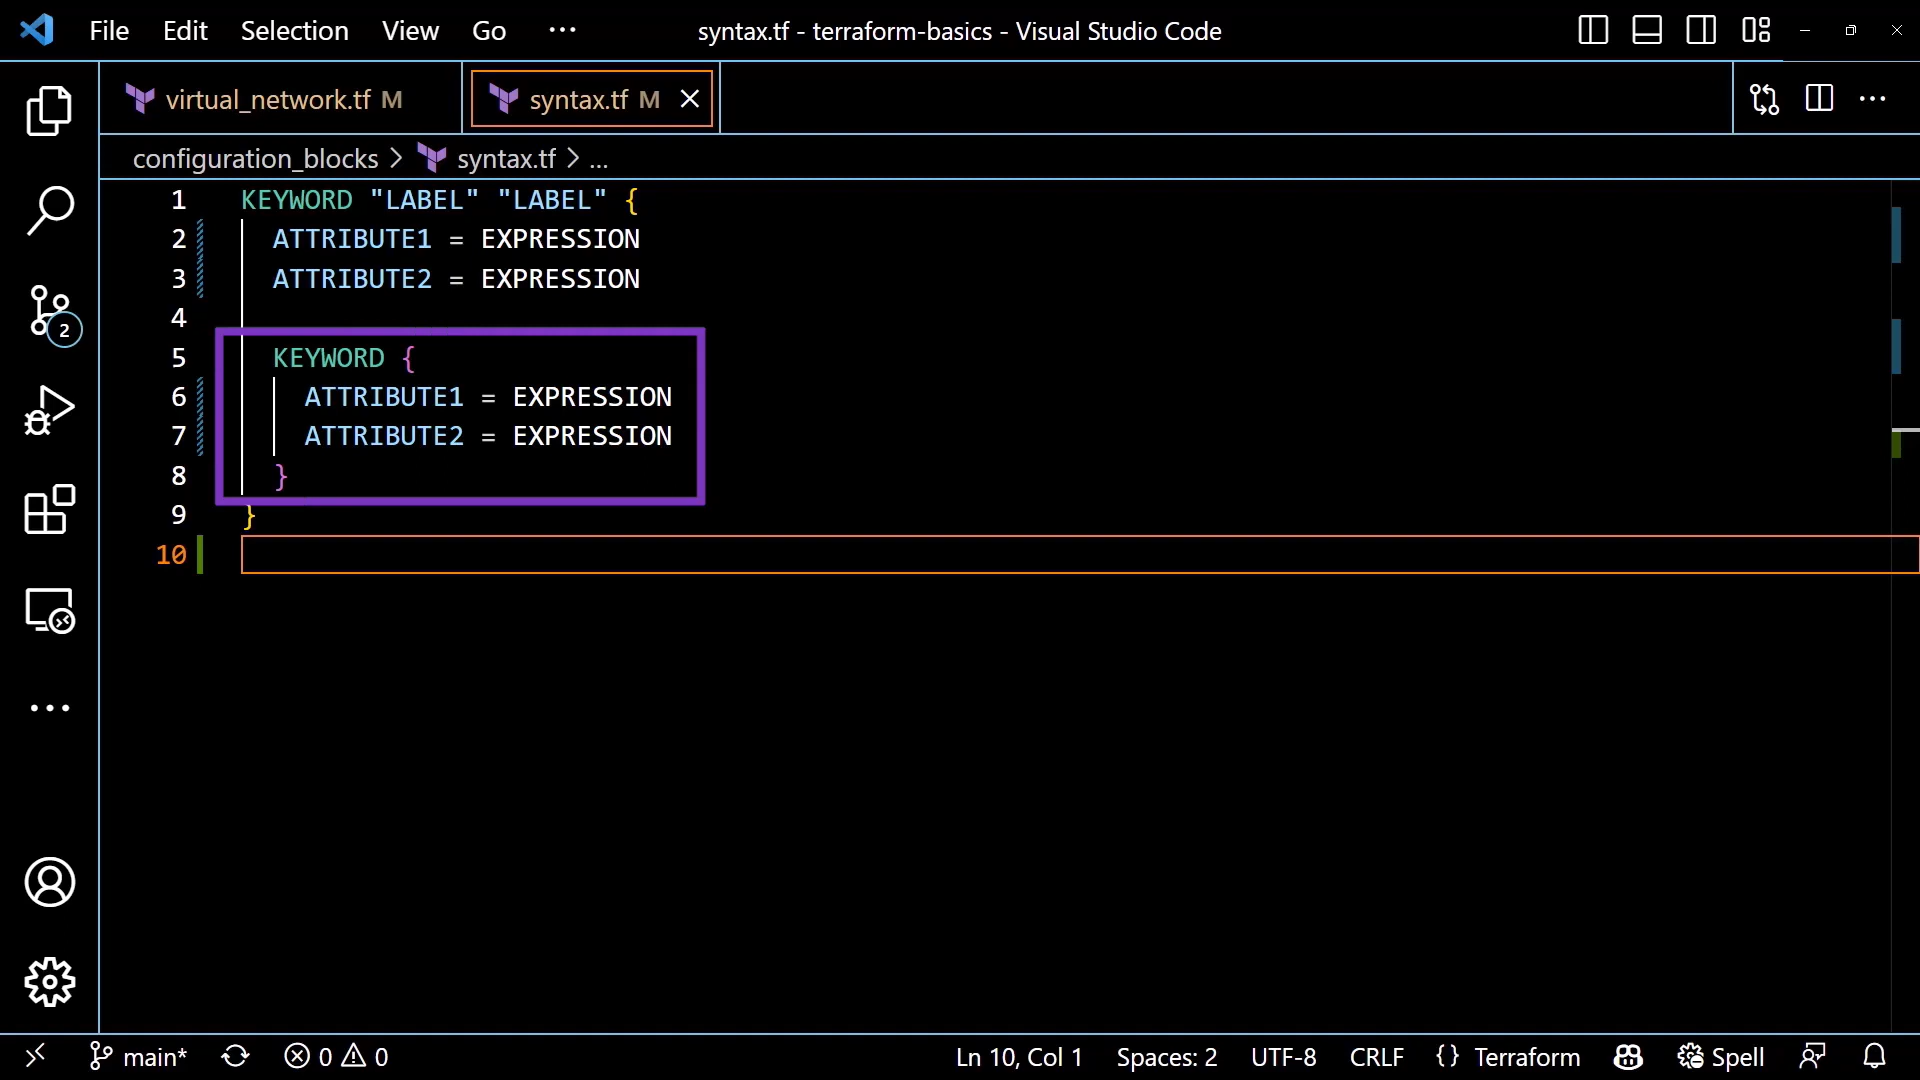 File Edit Selection View Go ... syntax.tf - terraform-basics - Visual Studio Code
virtual_network.tf M syntax.tf M
configuration_blocks > syntax.tf > ...
1 KEYWORD "LABEL" "LABEL" {
2 ATTRIBUTE1 = EXPRESSION
3 ATTRIBUTE2 = EXPRESSION
4
5 KEYWORD {
6 ATTRIBUTE1 = EXPRESSION
7 ATTRIBUTE2 = EXPRESSION
8 }
9 }
10
2
main* 0 0 Ln 10, Col 1 Spaces: 2 UTF-8 CRLF {} Terraform Spell